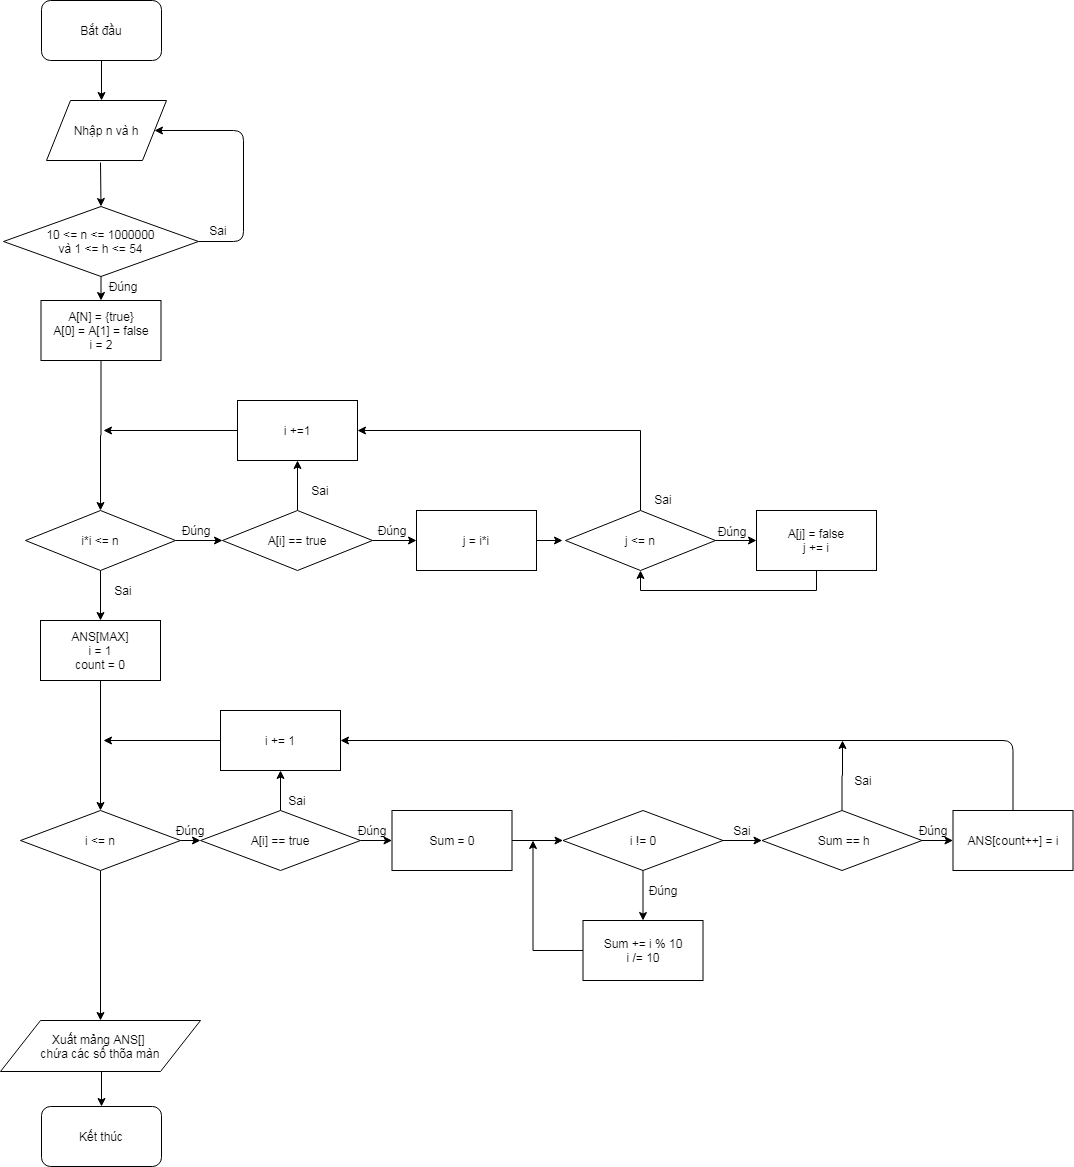 Bắt đầu
Nhập n và h
10 <= n <= 1000000
và 1 <= h <= 54
Sai
Đúng
A[N] = {true}
A[0] = A[1] = false
i = 2
i +=1
Sai
Sai
i*i <= n
Đúng
A[i] == true
Đúng
j = i*i
j <= n
Đúng
A[j] = false
j += i
Sai
ANS[MAX]
i = 1
count = 0
i += 1
Sai
Sai
i <= n
Đúng
A[i] == true
Đúng
Sum = 0
i != 0
Sai
Sum == h
Đúng
ANS[count++] = i
Đúng
Sum += i % 10
i /= 10
Xuất mảng ANS[]
chứa các số thõa màn
Kết thúc